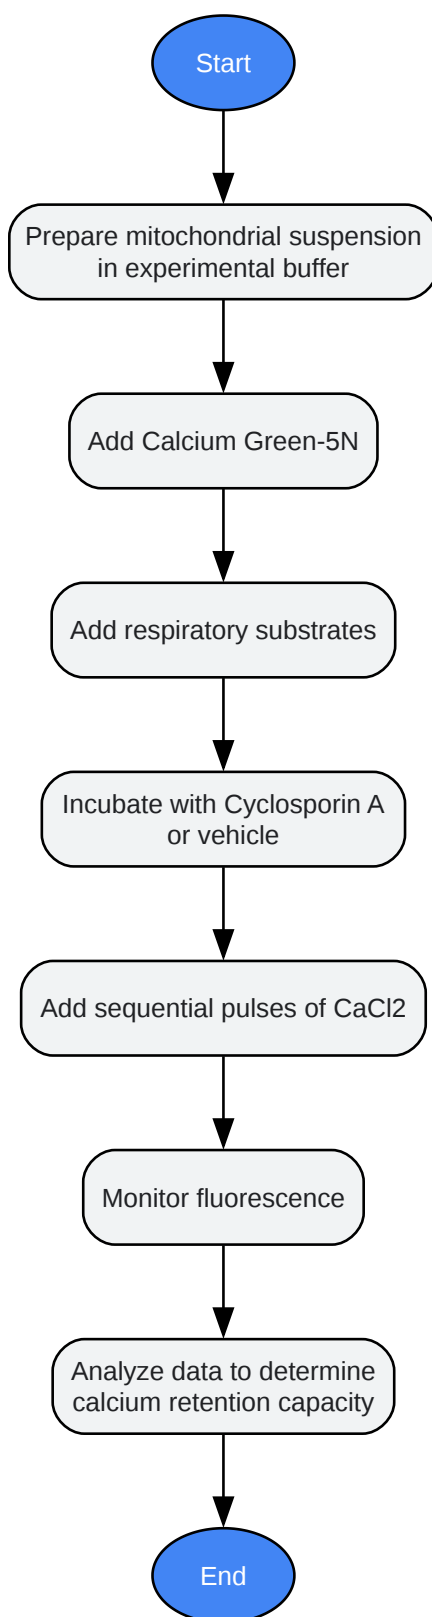 Start
Prepare mitochondrial suspension
in experimental buffer
Add Calcium Green-5N
Add respiratory substrates
Incubate with Cyclosporin A
or vehicle
Add sequential pulses of CaCl2
Monitor fluorescence
Analyze data to determine
calcium retention capacity
End